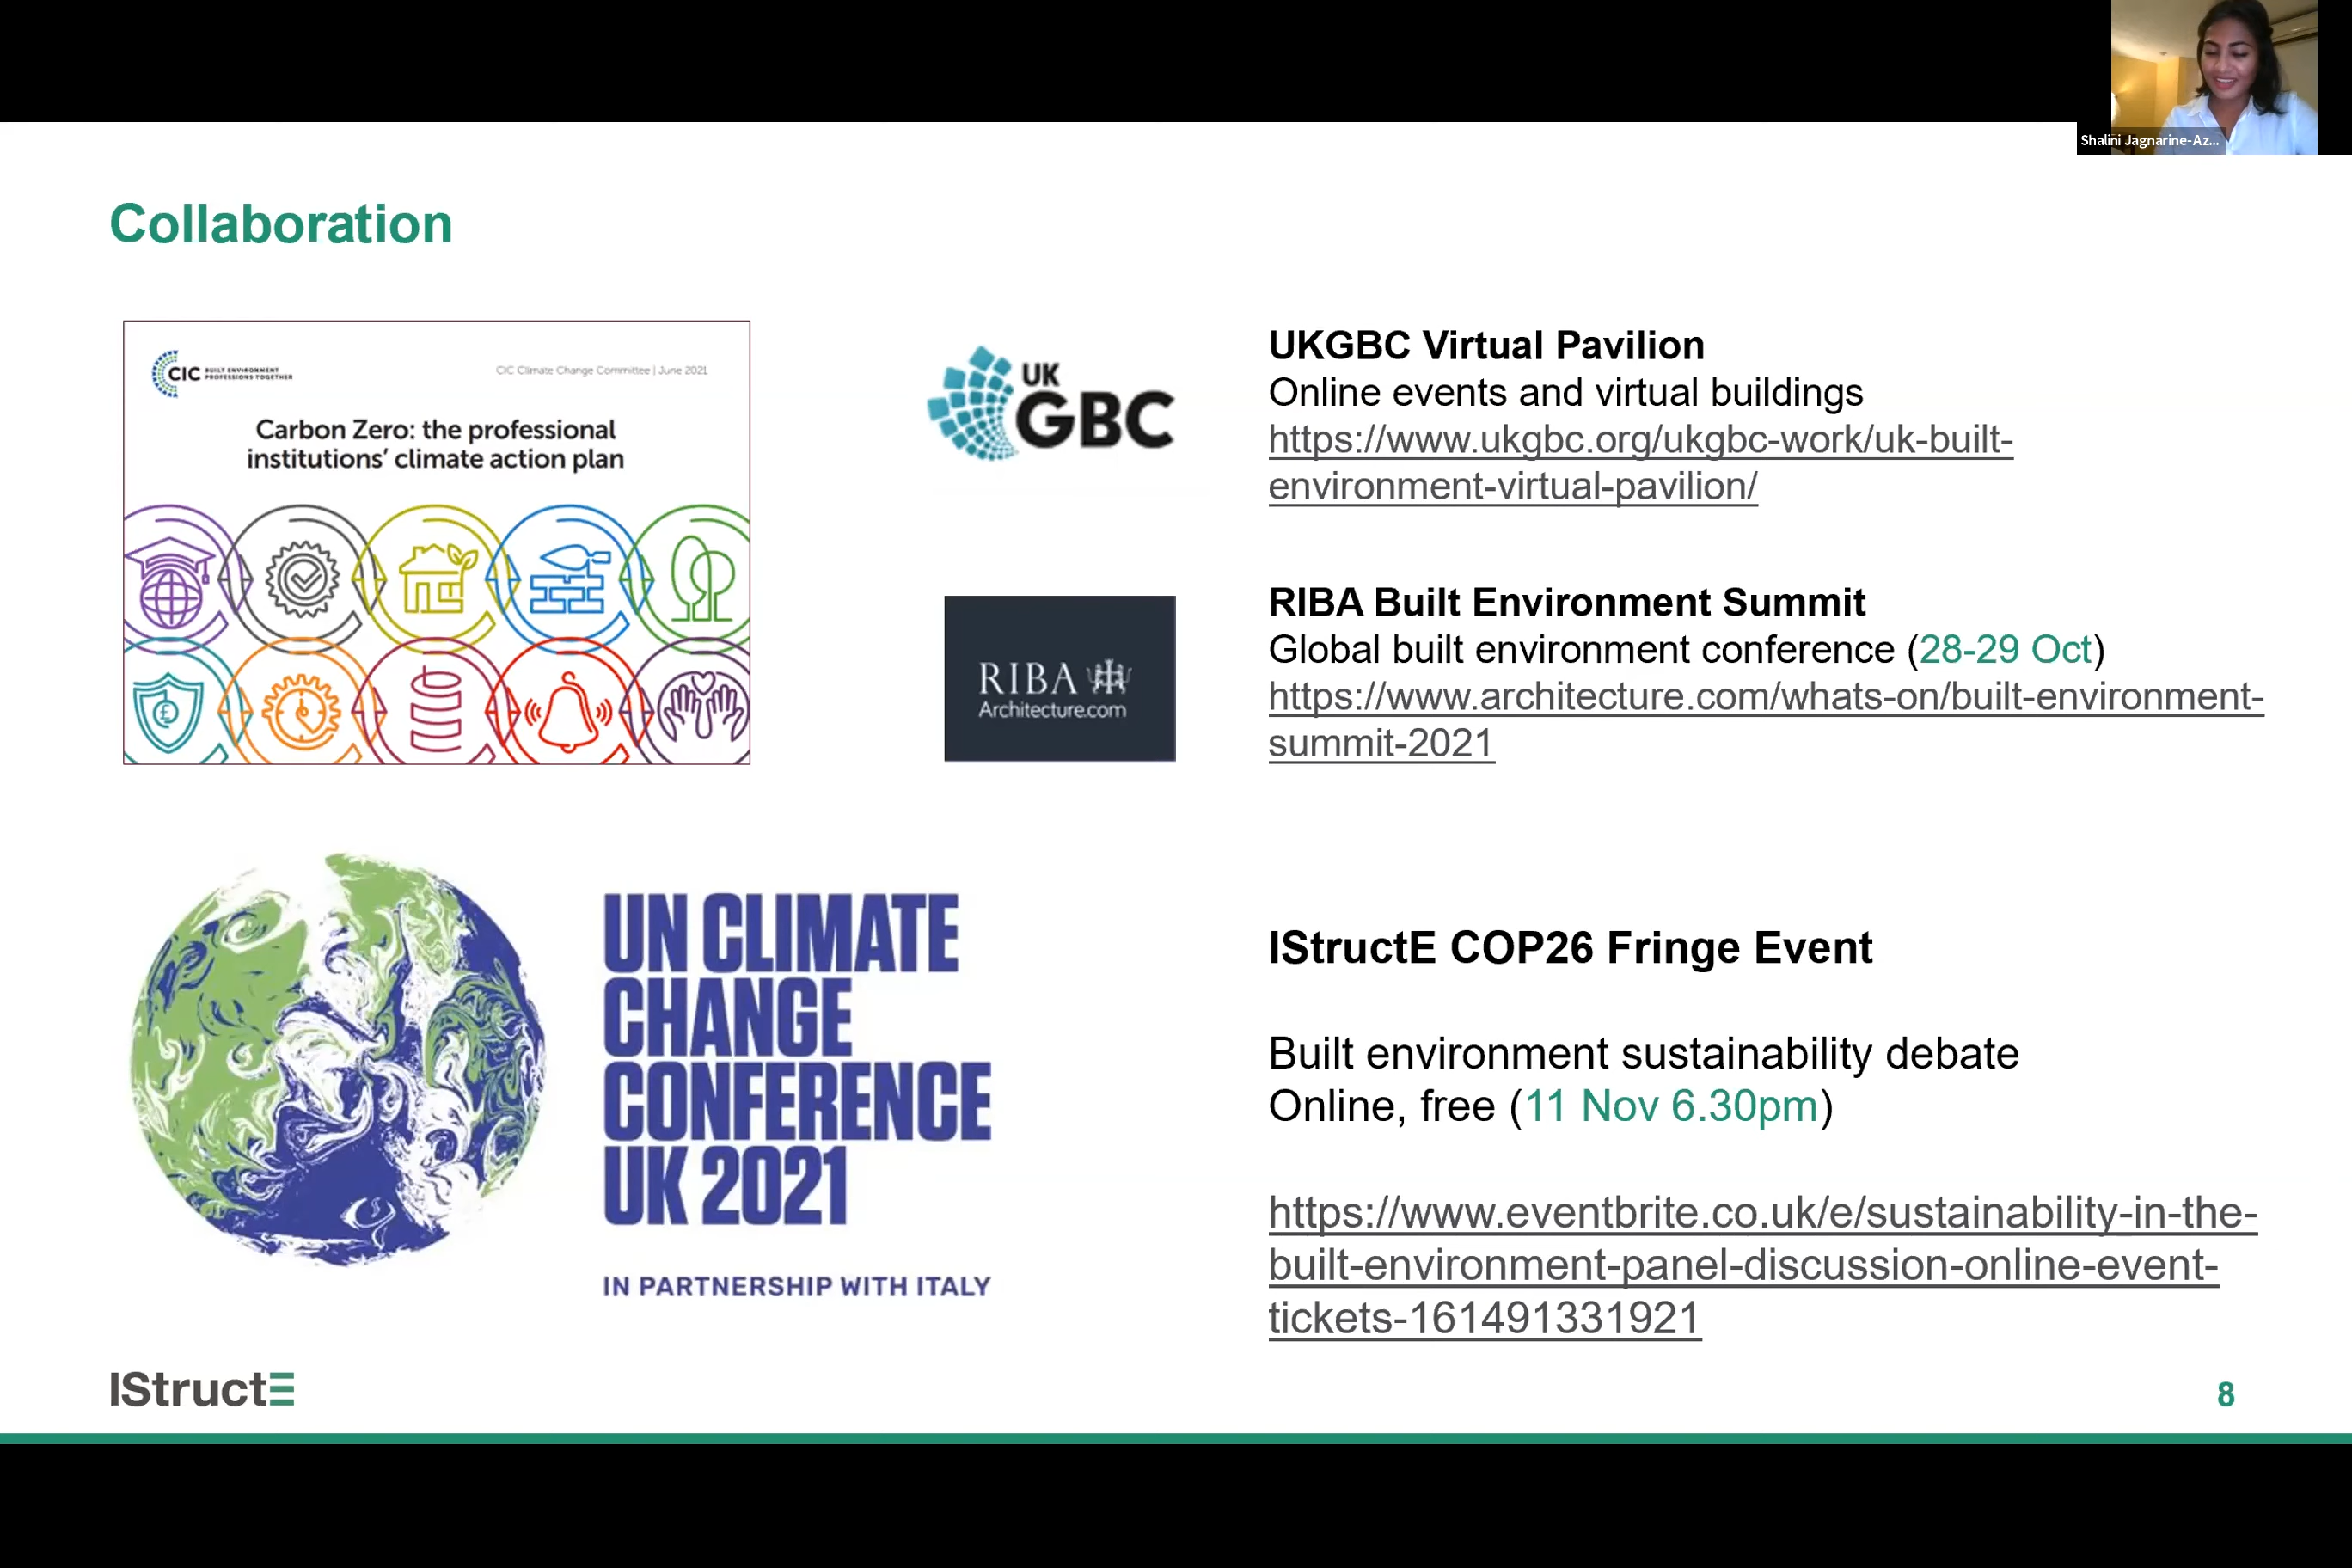 Shalini Jagnarine-Az...
Collaboration
CIC BUILT ENVIRONMENT
PROFESSIONS TOGETHER
CIC Climate Change Committee | June 2021
Carbon Zero: the professional
institutions’ climate action plan
UK
GBC
UKGBC Virtual Pavilion
Online events and virtual buildings
https://www.ukgbc.org/ukgbc-work/uk-built-
environment-virtual-pavilion/
RIBA
Architecture.com
RIBA Built Environment Summit
Global built environment conference (28-29 Oct)
https://www.architecture.com/whats-on/built-environment-
summit-2021
UN CLIMATE
CHANGE
CONFERENCE
UK 2021
IN PARTNERSHIP WITH ITALY
IStructE COP26 Fringe Event
Built environment sustainability debate
Online, free (11 Nov 6.30pm)
https://www.eventbrite.co.uk/e/sustainability-in-the-
built-environment-panel-discussion-online-event-
tickets-161491331921
IStructE
8